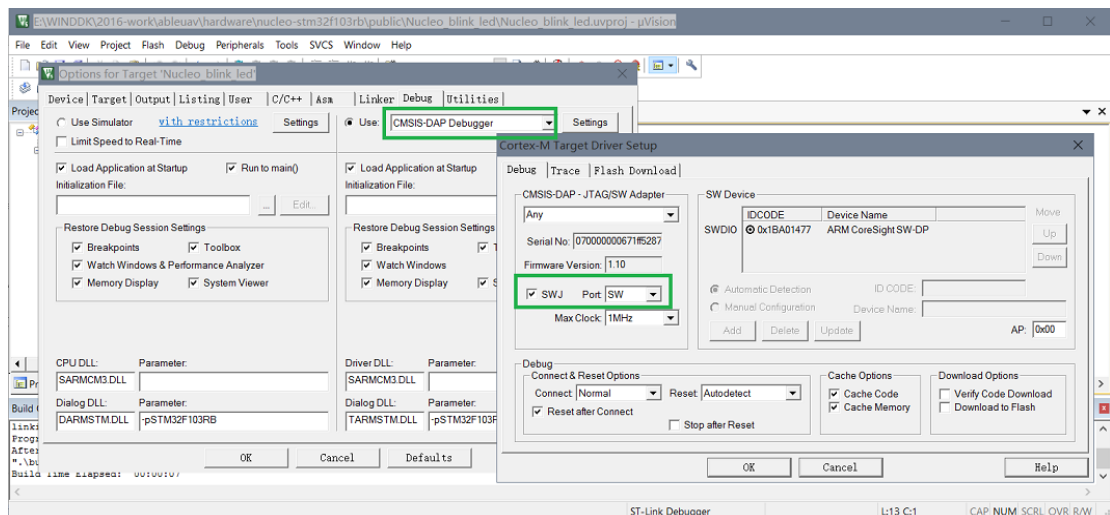 E:\WINDDK\2016-work\ableuav\hardware\nucleo-stm32f103rb\public\Nucleo_blink_led\Nucleo_blink_led.uvproj - µVision
File Edit View Project Flash Debug Peripherals Tools SVCS Window Help
Options for Target 'Nucleo_blink_led'
Device Target Output Listing User C/C++ Asm Linker Debug Utilities
Use Simulator with restrictions Settings
Limit Speed to Real-Time
Load Application at Startup Run to main()
Initialization File:
Edit...
Restore Debug Session Settings
Breakpoints Toolbox
Watch Windows & Performance Analyzer
Memory Display System Viewer
CPU DLL: Parameter:
SARMCM3.DLL
Dialog DLL: Parameter:
DARMSTM.DLL -pSTM32F103RB
Use: CMSIS-DAP Debugger Settings
Load Application at Startup
Initialization File:
Restore Debug Session Settings
Breakpoints
Watch Windows
Memory Display
Driver DLL: Parameter:
SARMCM3.DLL
Dialog DLL: Parameter:
TARMSTM.DLL -pSTM32F103R
OK Cancel Defaults
Cortex-M Target Driver Setup
Debug Trace Flash Download
CMSIS-DAP - JTAG/SW Adapter
Any
Serial No: 070000000671ff5287
Firmware Version: 1.10
SWJ Port: SW
Max Clock: 1MHz
SW Device
IDCODE Device Name Move
SWDIO 0x1BA01477 ARM CoreSight SW-DP Up
Down
Automatic Detection ID CODE:
Manual Configuration Device Name:
Add Delete Update AP: 0x00
Debug
Connect & Reset Options
Connect: Normal Reset: Autodetect
Reset after Connect
Stop after Reset
Cache Options
Cache Code
Cache Memory
Download Options
Verify Code Download
Download to Flash
OK Cancel Help
Projec
Pr
Build
linki
Progr
After
".\bu
Build Time Elapsed: 00:00:07
ST-Link Debugger L:13 C:1 CAP NUM SCRL OVR R/W